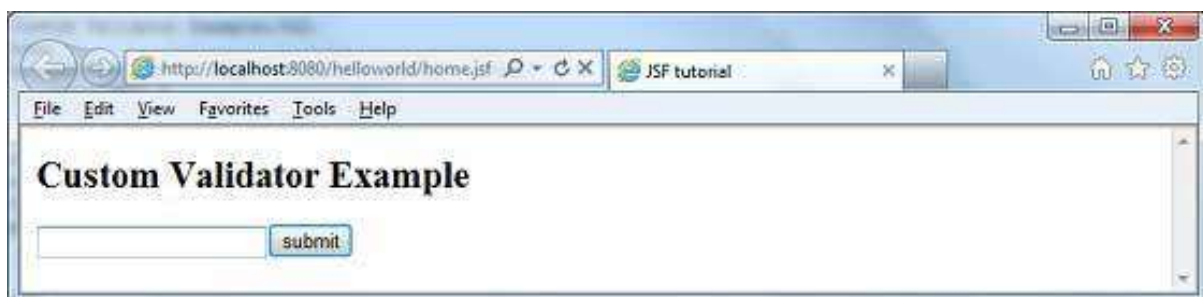 http://localhost:8080/helloworld/home.jsf
JSF tutorial
File Edit View Favorites Tools Help
Custom Validator Example
submit